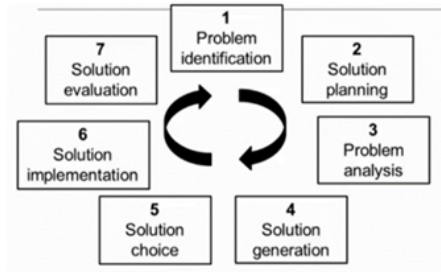 1
Problem
identification
2
Solution
planning
3
Problem
analysis
4
Solution
generation
5
Solution
choice
6
Solution
implementation
7
Solution
evaluation